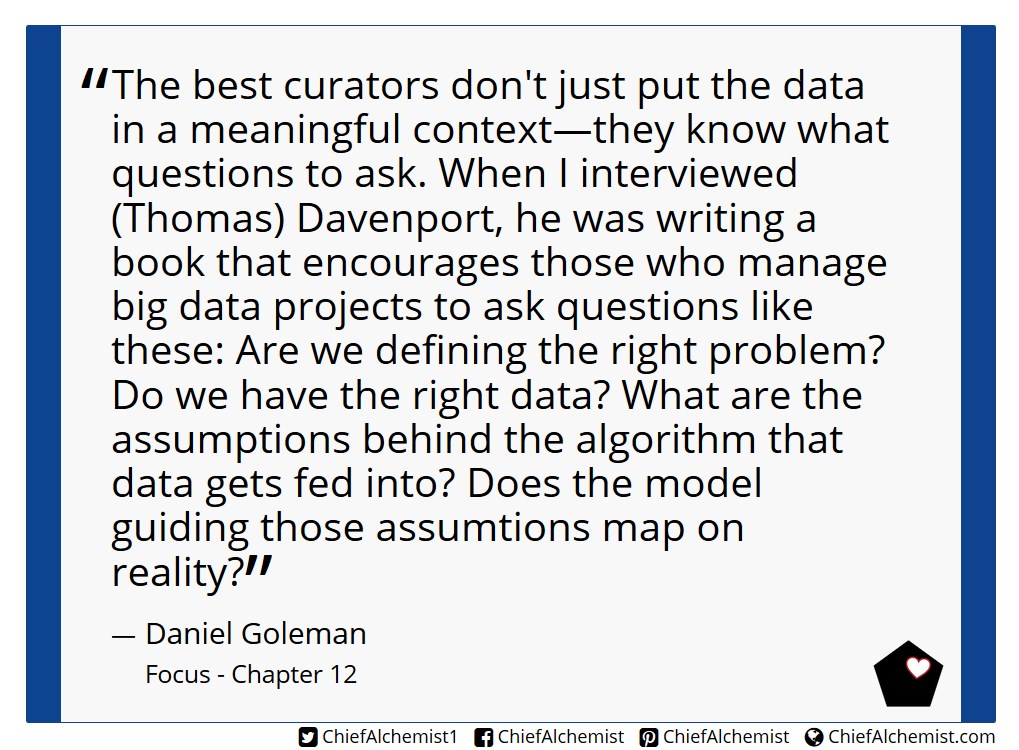 “The best curators don't just put the data
in a meaningful context—they know what
questions to ask. When I interviewed
(Thomas) Davenport, he was writing a
book that encourages those who manage
big data projects to ask questions like
these: Are we defining the right problem?
Do we have the right data? What are the
assumptions behind the algorithm that
data gets fed into? Does the model
guiding those assumtions map on
reality?”
— Daniel Goleman
Focus - Chapter 12
ChiefAlchemist1 ChiefAlchemist ChiefAlchemist ChiefAlchemist.com